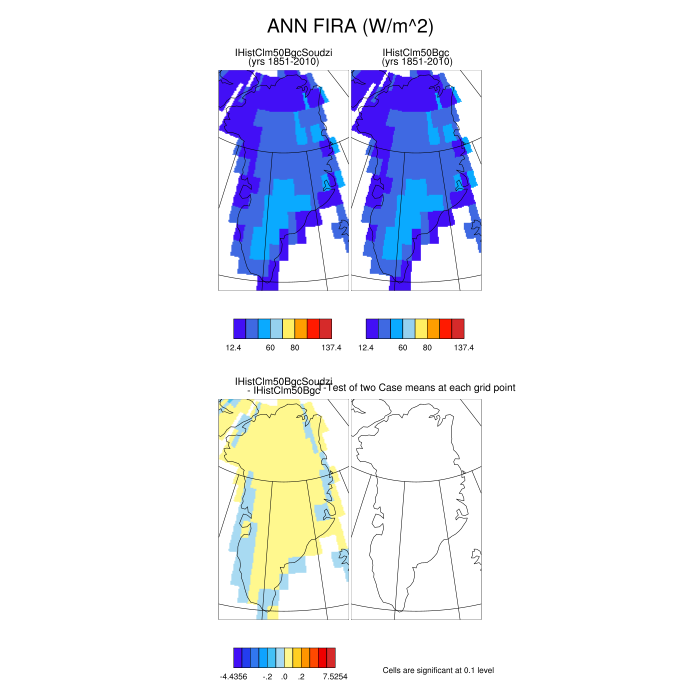 ANN FIRA (W/m^2)
IHistClm50BgcSoudzi
(yrs 1851-2010)
IHistClm50Bgc
(yrs 1851-2010)
12.4 60 80 137.4
12.4 60 80 137.4
IHistClm50BgcSoudzi
- IHistClm50Bgc
T-Test of two Case means at each grid point
-4.4356 -.2 .0 .2 7.5254
Cells are significant at 0.1 level